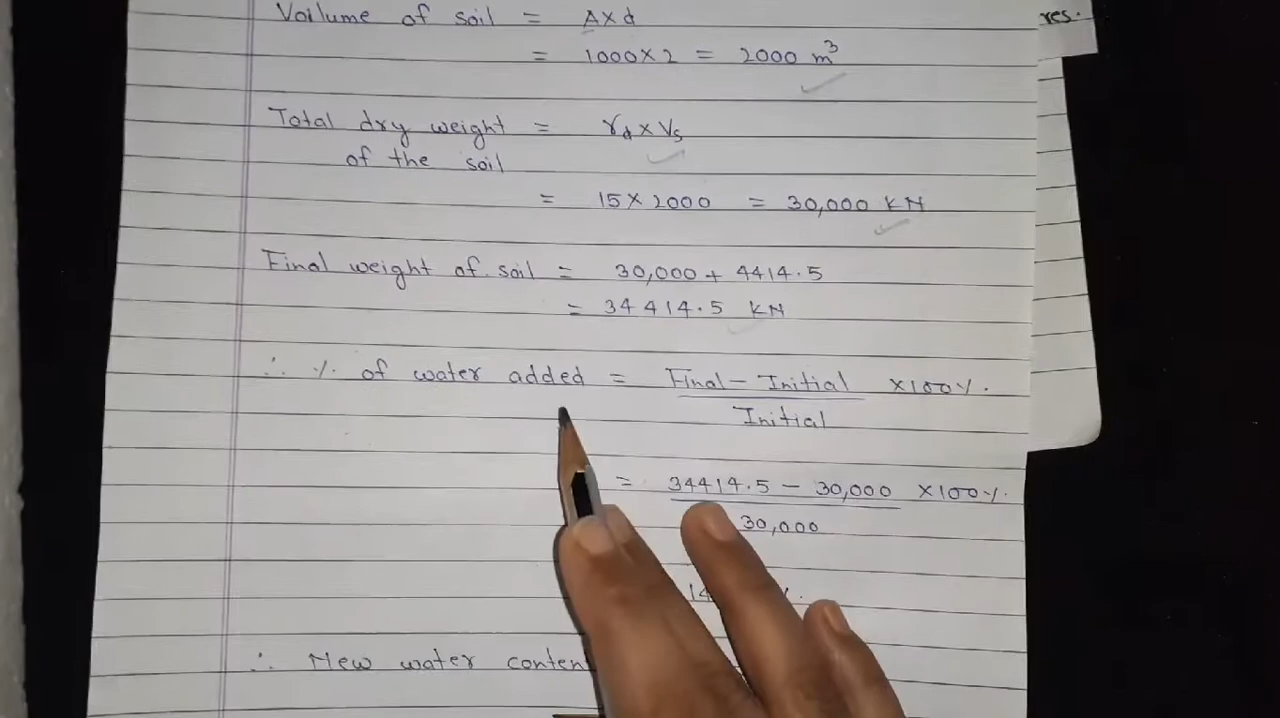 Voilume of soil = A×d
res.
= 1000×2 = 2000 m³
Total dry weight = γd × Vs
of the soil
= 15×2000 = 30,000 KN
Final weight of soil = 30,000 + 4414.5
= 34414.5 KN
∴ % of water added = Final - Initial ×100%.
Initial
= 34414.5 - 30,000 ×100%.
30,000
∴ New water